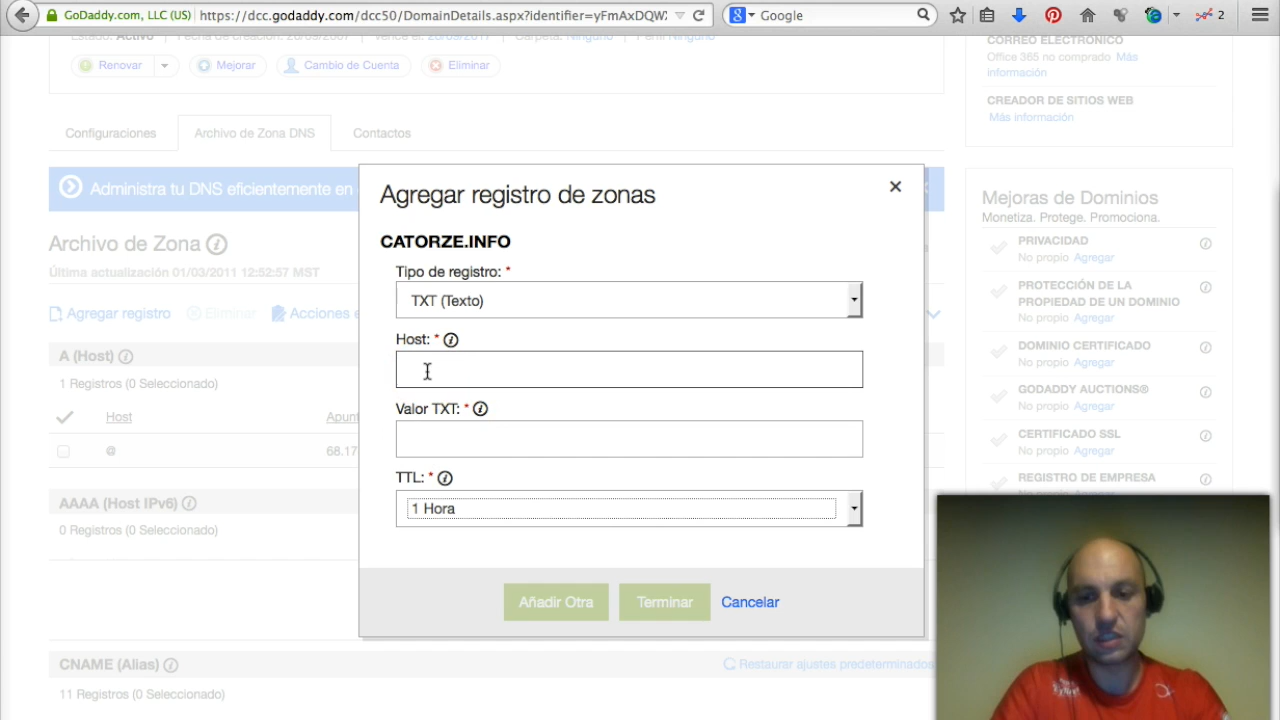 GoDaddy.com, LLC (US) https://dcc.godaddy.com/dcc50/DomainDetails.aspx?identifier=yFmAxDQW Google 2
Estado: Activo Fecha de creación: 26/09/2007 Vence el: 26/09/2017 Carpeta: Ninguno Perfil Ninguno
Renovar Mejorar Cambio de Cuenta Eliminar
Configuraciones Archivo de Zona DNS Contactos
Administra tu DNS eficientemente en
Archivo de Zona
Última actualización 01/03/2011 12:52:57 MST
Agregar registro Eliminar Acciones e
A (Host)
1 Registros (0 Seleccionado)
Host Apunt
@ 68.17
AAAA (Host IPv6)
0 Registros (0 Seleccionado)
CNAME (Alias) Restaurar ajustes predeterminados
11 Registros (0 Seleccionado)
Agregar registro de zonas
CATORZE.INFO
Tipo de registro: *
TXT (Texto)
Host: *
Valor TXT: *
TTL: *
1 Hora
Añadir Otra Terminar Cancelar
CORREO ELECTRÓNICO
Office 365 no comprado Más
información
CREADOR DE SITIOS WEB
Más información
Mejoras de Dominios
Monetiza. Protege. Promociona.
PRIVACIDAD
No propio Agregar
PROTECCIÓN DE LA
PROPIEDAD DE UN DOMINIO
No propio Agregar
DOMINIO CERTIFICADO
No propio Agregar
GODADDY AUCTIONS®
No propio Agregar
CERTIFICADO SSL
No propio Agregar
REGISTRO DE EMPRESA